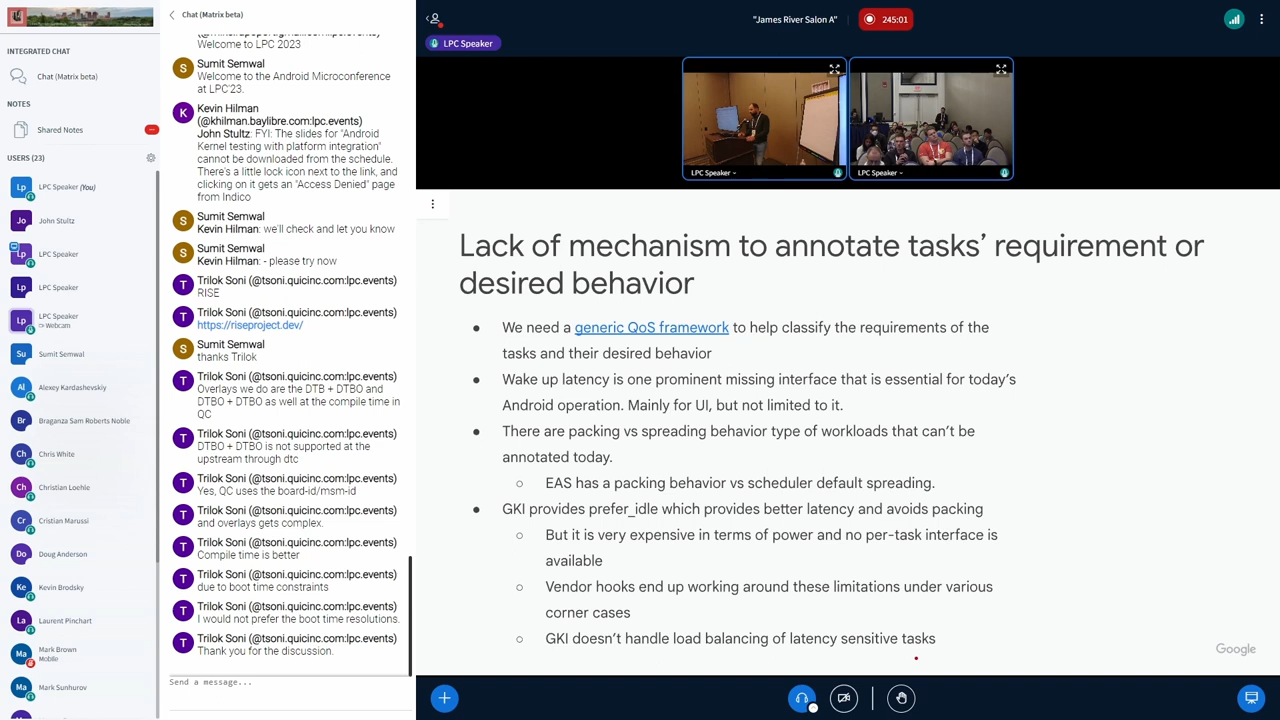 INTEGRATED CHAT
Chat (Matrix beta)
NOTES
Shared Notes
USERS (23)
Lp LPC Speaker (You)
Jo John Stultz
Lp LPC Speaker
Lp LPC Speaker
Lp LPC Speaker
Webcam
Su Sumit Semwal
Al Alexey Kardashevskiy
Br Braganza Sam Roberts Noble
Ch Chris White
Ch Christian Loehle
Cr Cristian Marussi
Do Doug Anderson
Ke Kevin Brodsky
La Laurent Pinchart
Ma Mark Brown
Mobile
Ma Mark Sunhurov
Chat (Matrix beta)
Welcome to LPC 2023
S Sumit Semwal
Welcome to the Android Microconference
at LPC'23.
K Kevin Hilman
(@khilman.baylibre.com:lpc.events)
John Stultz: FYI: The slides for "Android
Kernel testing with platform integration"
cannot be downloaded from the schedule.
There's a little lock icon next to the link, and
clicking on it gets an "Access Denied" page
from Indico
S Sumit Semwal
Kevin Hilman: we'll check and let you know
S Sumit Semwal
Kevin Hilman: - please try now
T Trilok Soni (@tsoni.quicinc.com:lpc.events)
RISE
T Trilok Soni (@tsoni.quicinc.com:lpc.events)
https://riseproject.dev/
S Sumit Semwal
thanks Trilok
T Trilok Soni (@tsoni.quicinc.com:lpc.events)
Overlays we do are the DTB + DTBO and
DTBO + DTBO as well at the compile time in
QC
T Trilok Soni (@tsoni.quicinc.com:lpc.events)
DTBO + DTBO is not supported at the
upstream through dtc
T Trilok Soni (@tsoni.quicinc.com:lpc.events)
Yes, QC uses the board-id/msm-id
T Trilok Soni (@tsoni.quicinc.com:lpc.events)
and overlays gets complex.
T Trilok Soni (@tsoni.quicinc.com:lpc.events)
Compile time is better
T Trilok Soni (@tsoni.quicinc.com:lpc.events)
due to boot time constraints
T Trilok Soni (@tsoni.quicinc.com:lpc.events)
I would not prefer the boot time resolutions.
T Trilok Soni (@tsoni.quicinc.com:lpc.events)
Thank you for the discussion.
Send a message...
"James River Salon A"
245:01
LPC Speaker
LPC Speaker
LPC Speaker
Lack of mechanism to annotate tasks' requirement or
desired behavior
● We need a generic QoS framework to help classify the requirements of the
tasks and their desired behavior
● Wake up latency is one prominent missing interface that is essential for today's
Android operation. Mainly for UI, but not limited to it.
● There are packing vs spreading behavior type of workloads that can't be
annotated today.
○ EAS has a packing behavior vs scheduler default spreading.
● GKI provides prefer_idle which provides better latency and avoids packing
○ But it is very expensive in terms of power and no per-task interface is
available
○ Vendor hooks end up working around these limitations under various
corner cases
○ GKI doesn't handle load balancing of latency sensitive tasks
Google